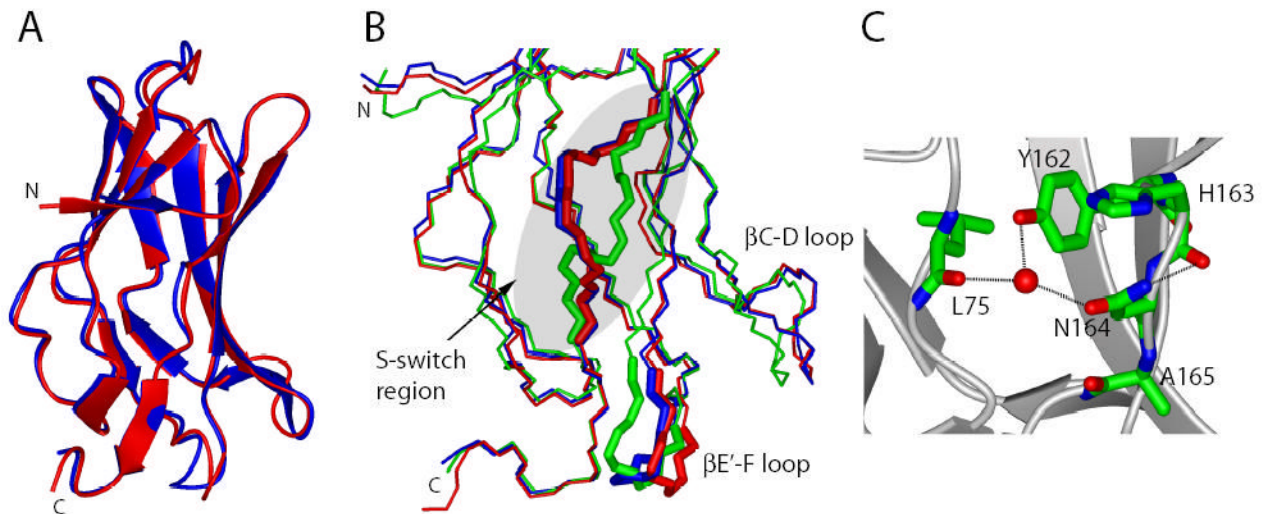 A
N
C
B
N
S-switch
region
βC-D loop
βE′-F loop
C
C
Y162
H163
L75
N164
A165